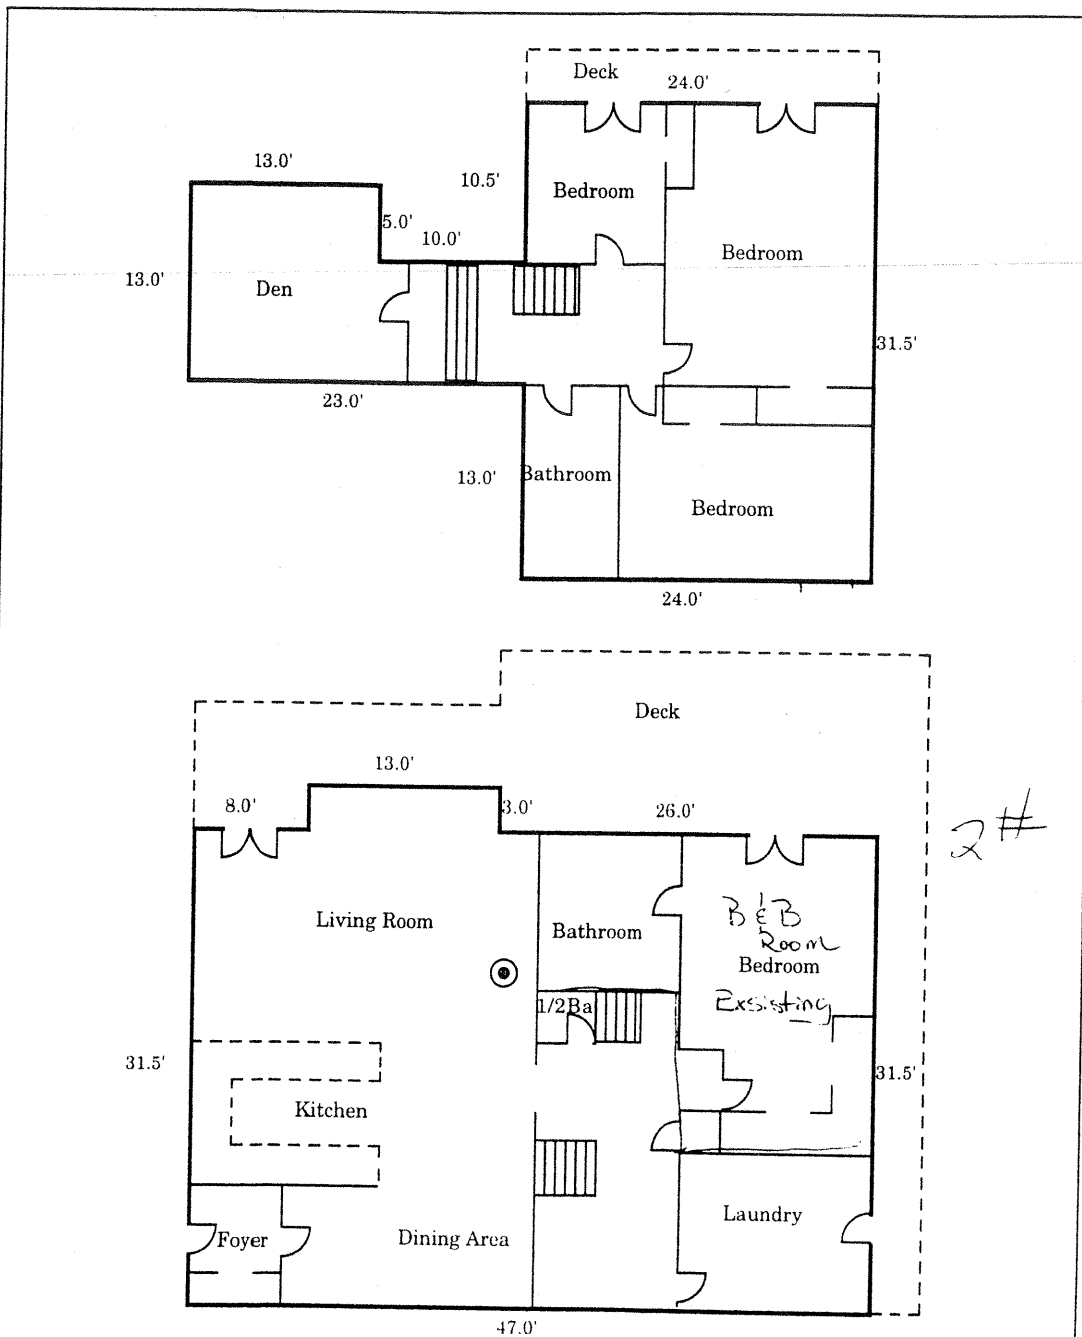 Deck
24.0'
13.0'
10.5'
Bedroom
5.0'
10.0'
Bedroom
13.0'
Den
31.5'
23.0'
13.0'
Bathroom
Bedroom
24.0'
Deck
13.0'
8.0'
3.0'
26.0'
2#
B & B
Room
Living Room
Bathroom
Bedroom
Exsisting
1/2Ba
31.5'
31.5'
Kitchen
Laundry
Foyer
Dining Area
47.0'